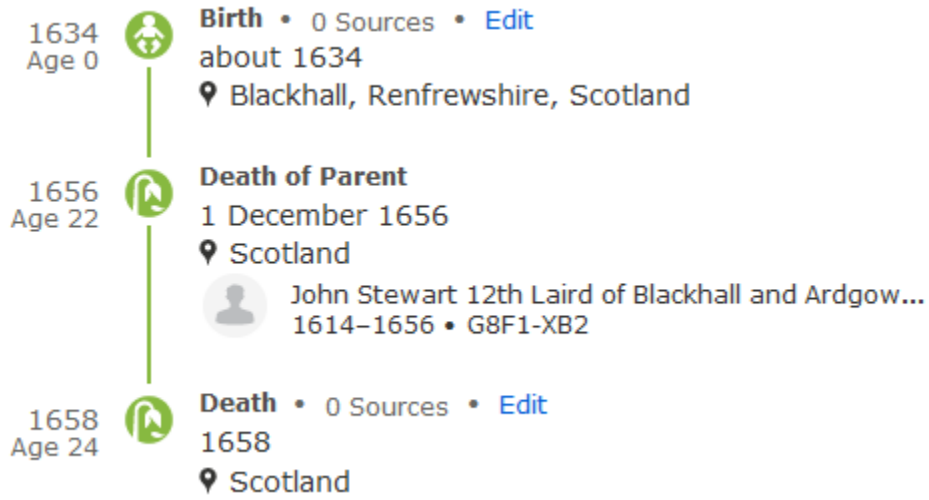 1634
Age 0
Birth • 0 Sources • Edit
about 1634
Blackhall, Renfrewshire, Scotland
1656
Age 22
Death of Parent
1 December 1656
Scotland
John Stewart 12th Laird of Blackhall and Ardgow...
1614–1656 • G8F1-XB2
1658
Age 24
Death • 0 Sources • Edit
1658
Scotland